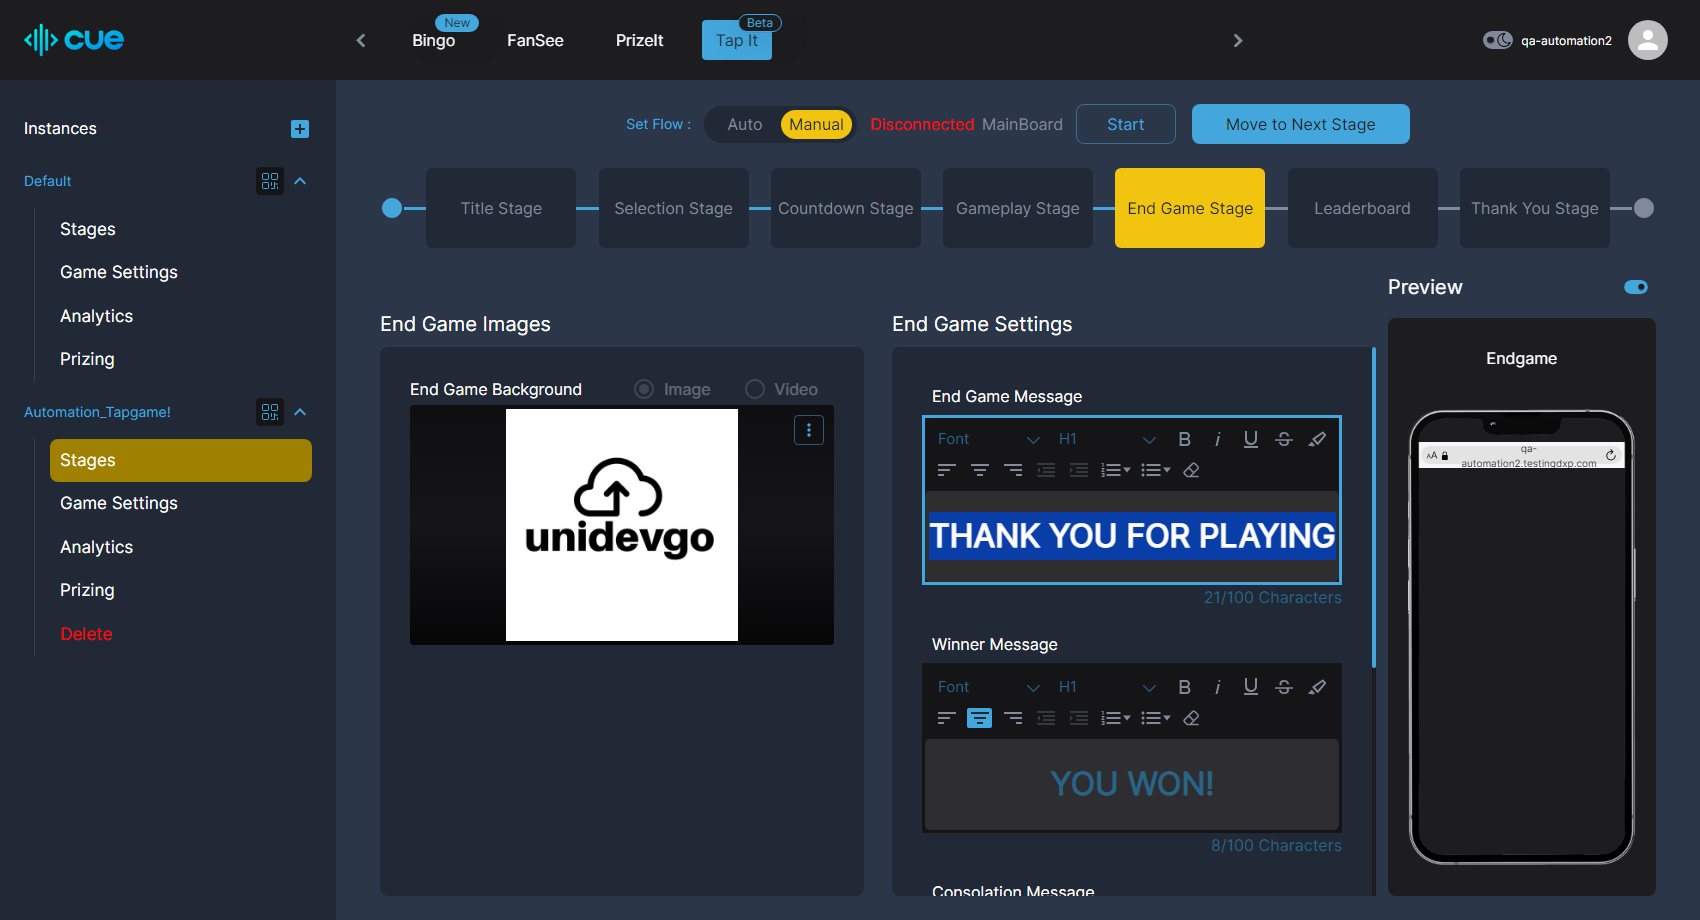 cue
New
Bingo
FanSee
PrizeIt
Beta
Tap It
qa-automation2
Instances
Default
Stages
Game Settings
Analytics
Prizing
Automation_Tapgame!
Stages
Game Settings
Analytics
Prizing
Delete
Set Flow :
Auto
Manual
Disconnected MainBoard
Start
Move to Next Stage
Title Stage
Selection Stage
Countdown Stage
Gameplay Stage
End Game Stage
Leaderboard
Thank You Stage
End Game Images
End Game Background
Image
Video
unidevgo
End Game Settings
End Game Message
Font
H1
B i U S
THANK YOU FOR PLAYING
21/100 Characters
Winner Message
Font
H1
B i U S
YOU WON!
8/100 Characters
Consolation Message
Preview
Endgame
AA
qa-
automation2.testingdxp.com